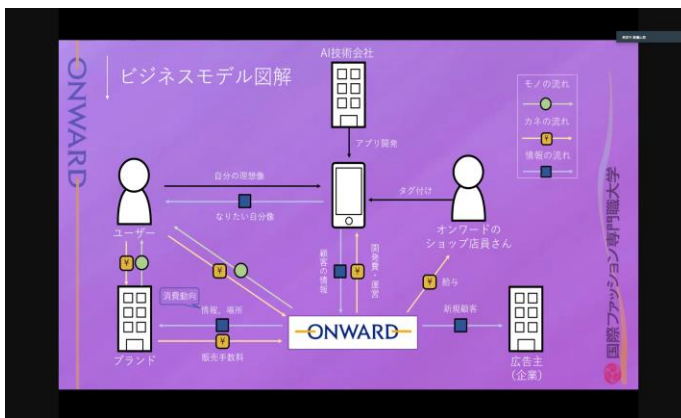 ONWARD
ビジネスモデル図解
AI技術会社
モノの流れ
カネの流れ
¥
情報の流れ
アプリ開発
自分の理想像
なりたい自分像
タグ付け
ユーザー
オンワードの
ショップ店員さん
¥
¥
顧客の情報
¥
開発費・運営
¥
給与
消費動向
情報、場所
新規顧客
ONWARD
¥
販売手数料
ブランド
広告主
(企業)
国際ファッション専門職大学